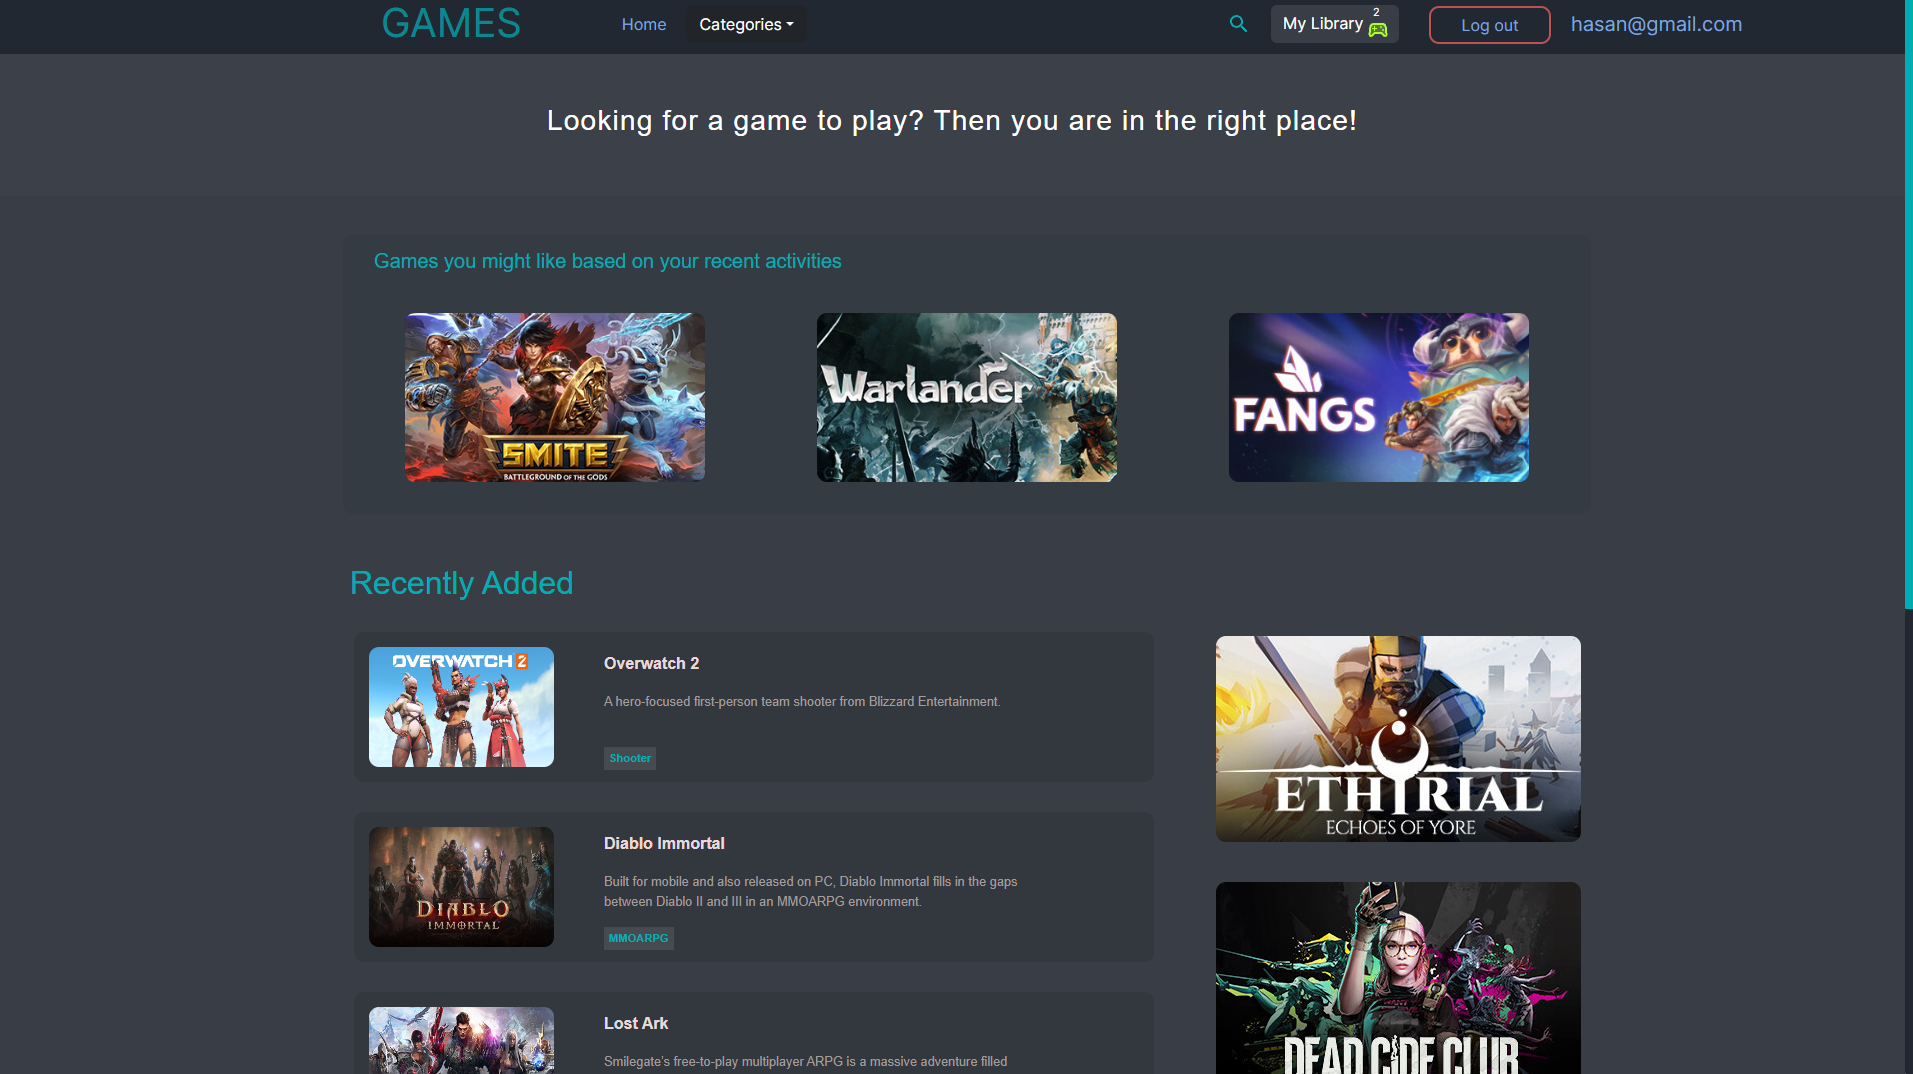 GAMES
Home
Categories
My Library 2
Log out
hasan@gmail.com
Looking for a game to play? Then you are in the right place!
Games you might like based on your recent activities
SMITE
BATTLEGROUND OF THE GODS
Warlander
FANGS
Recently Added
OVERWATCH 2
Overwatch 2
A hero-focused first-person team shooter from Blizzard Entertainment.
Shooter
DIABLO
IMMORTAL
Diablo Immortal
Built for mobile and also released on PC, Diablo Immortal fills in the gaps
between Diablo II and III in an MMOARPG environment.
MMOARPG
Lost Ark
Smilegate's free-to-play multiplayer ARPG is a massive adventure filled
ETHYRIAL
ECHOES OF YORE
DEAD CIDE CLUB